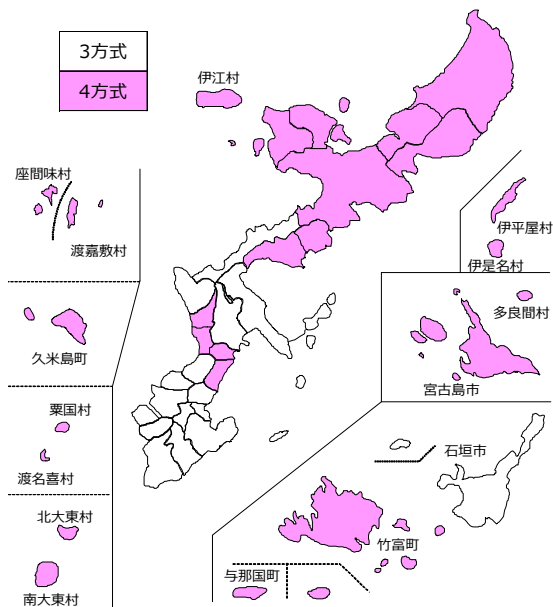 3方式
4方式
伊江村
座間味村
渡嘉敷村
伊平屋村
伊是名村
久米島町
多良間村
宮古島市
粟国村
渡名喜村
石垣市
北大東村
竹富町
与那国町
南大東村